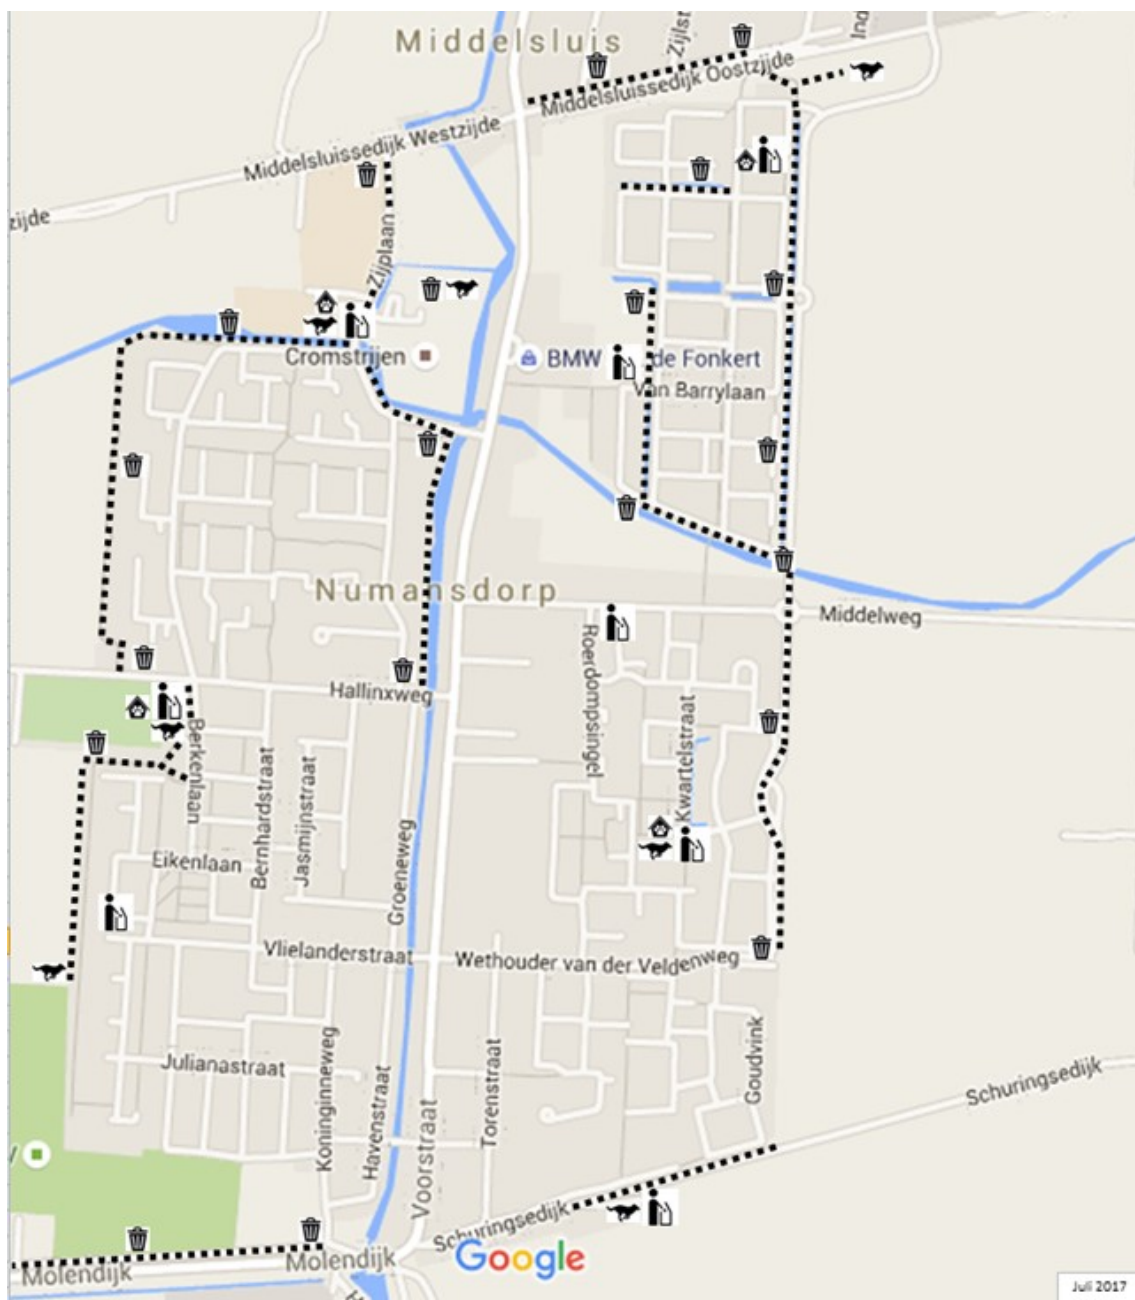 Middelsluis
Zijlst
Ind
Middelsluissedijk Oostzijde
Middelsluissedijk Westzijde
zijde
Zijplaan
Cromstrijen
BMW
de Fonkert
Van Barrylaan
Numansdorp
Middelweg
Roerdompsingel
Hallinxweg
Kwartelstraat
Berkenlaan
Bernhardstraat
Jasmijnstraat
Groeneweg
Eikenlaan
Vlielanderstraat
Wethouder van der Veldenweg
Goudvink
Julianastraat
Koninginneweg
Havenstraat
Voorstraat
Torenstraat
Schuringsedijk
Schuringsedijk
Google
Molendijk
Molendijk
Juli 2017